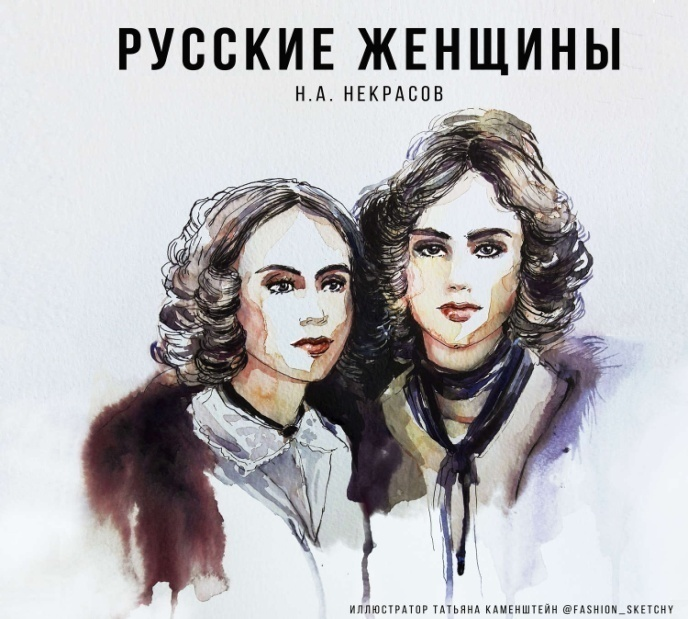 РУССКИЕ ЖЕНЩИНЫ
Н.А. НЕКРАСОВ
ИЛЛЮСТРАТОР ТАТЬЯНА КАМЕНШТЕЙН @FASHION_SKETCHY